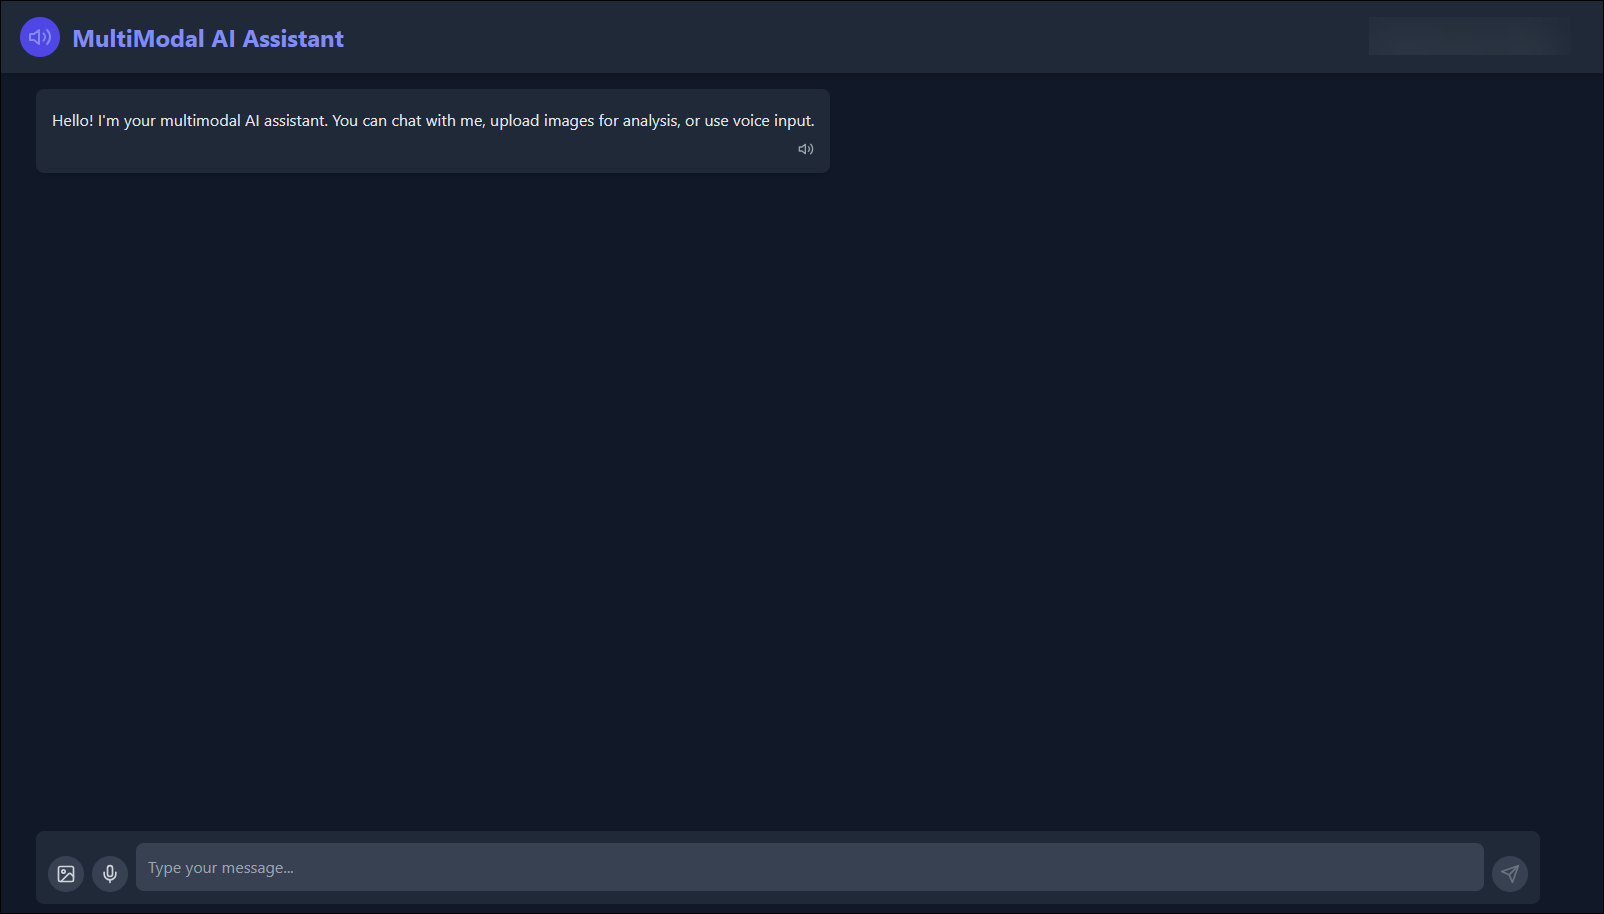 MultiModal AI Assistant
Hello! I'm your multimodal AI assistant. You can chat with me, upload images for analysis, or use voice input.
Type your message...